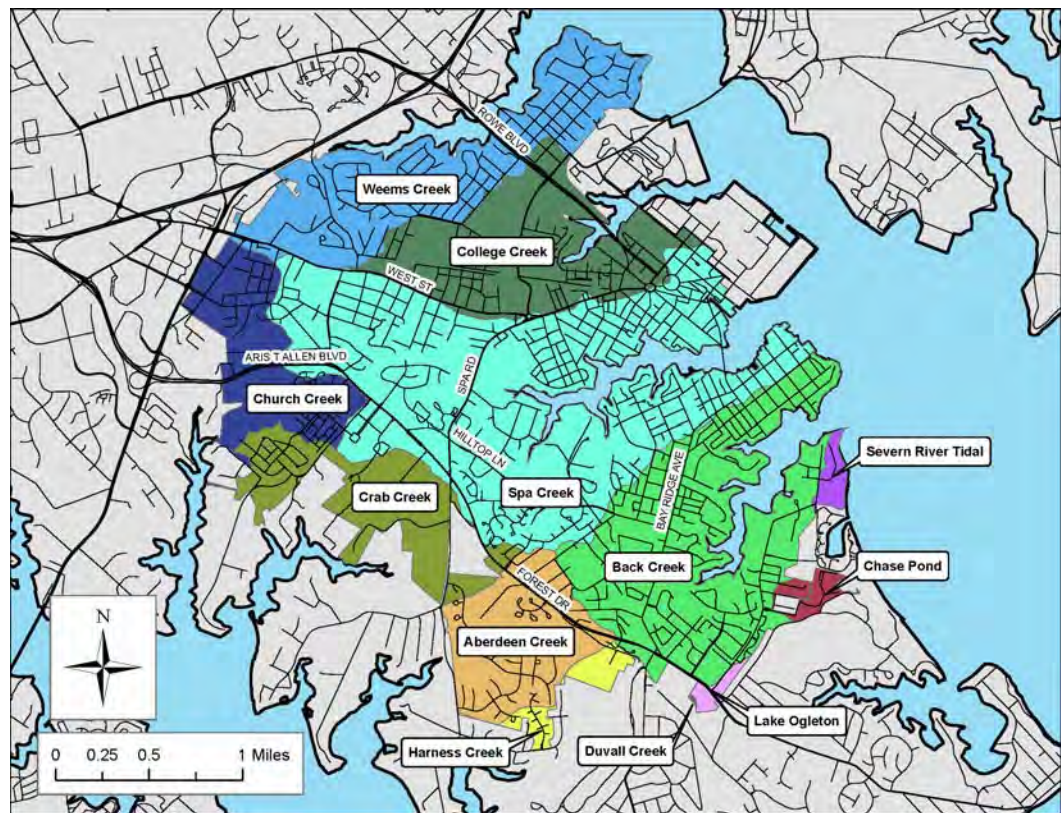 ROWE BLVD
Weems Creek
College Creek
WEST ST
ARIS T ALLEN BLVD
SPA RD
Church Creek
HILLTOP LN
Severn River Tidal
Crab Creek
Spa Creek
BAY RIDGE AVE
Back Creek
Chase Pond
FOREST DR
N
Aberdeen Creek
Lake Ogleton
Harness Creek
Duvall Creek
0 0.25 0.5 1 Miles